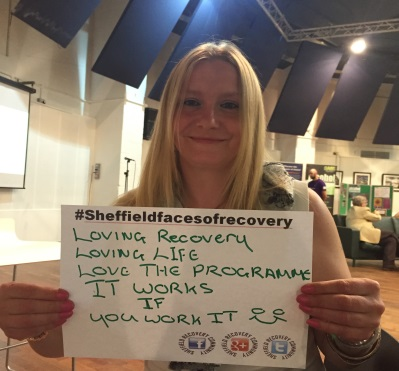 #Sheffieldfacesofrecovery
LOVING RECOVERY
LOVING LIFE
LOVE THE PROGRAMME
IT WORKS
IF
YOU WORK IT